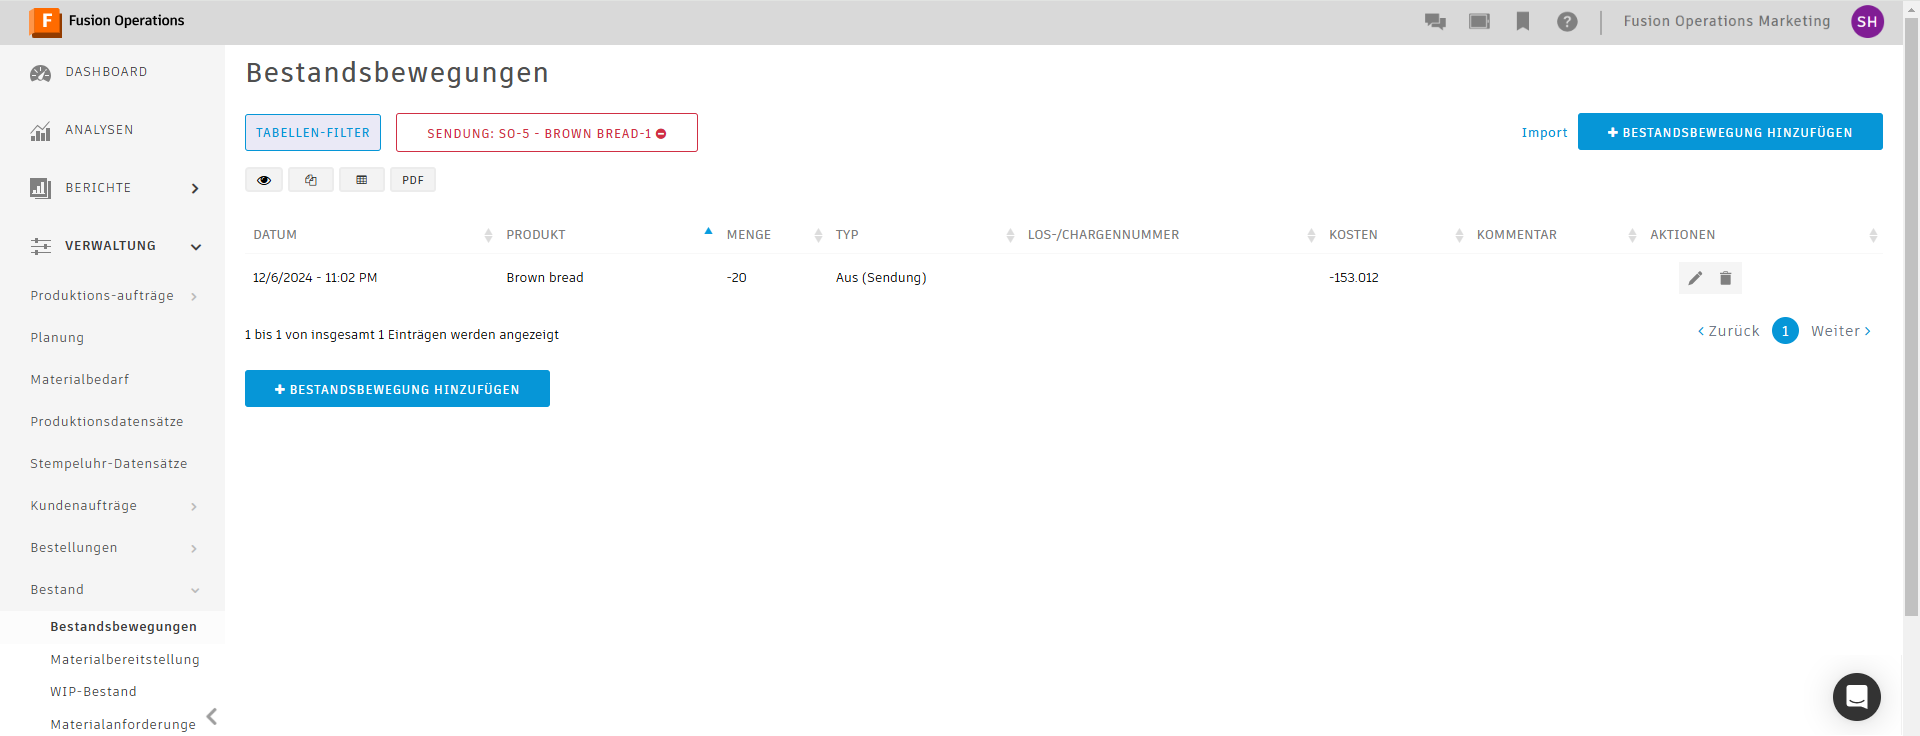 F Fusion Operations
? Fusion Operations Marketing SH
DASHBOARD
ANALYSEN
BERICHTE
VERWALTUNG
Produktions-aufträge
Planung
Materialbedarf
Produktionsdatensätze
Stempeluhr-Datensätze
Kundenaufträge
Bestellungen
Bestand
Bestandsbewegungen
Materialbereitstellung
WIP-Bestand
Materialanforderunge
Bestandsbewegungen
TABELLEN-FILTER SENDUNG: SO-5 - BROWN BREAD-1
Import BESTANDSBEWEGUNG HINZUFÜGEN
PDF
DATUM PRODUKT MENGE TYP LOS-/CHARGENNUMMER KOSTEN KOMMENTAR AKTIONEN
12/6/2024 - 11:02 PM Brown bread -20 Aus (Sendung) -153.012
1 bis 1 von insgesamt 1 Einträgen werden angezeigt
Zurück 1 Weiter
BESTANDSBEWEGUNG HINZUFÜGEN